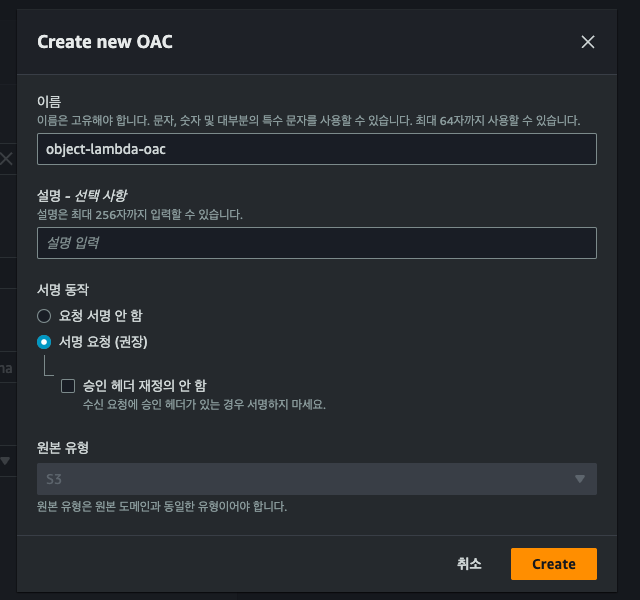 Create new OAC
이름
이름은 고유해야 합니다. 문자, 숫자 및 대부분의 특수 문자를 사용할 수 있습니다. 최대 64자까지 사용할 수 있습니다.
object-lambda-oac
설명 - 선택 사항
설명은 최대 256자까지 입력할 수 있습니다.
설명 입력
서명 동작
요청 서명 안 함
서명 요청 (권장)
승인 헤더 재정의 안 함
수신 요청에 승인 헤더가 있는 경우 서명하지 마세요.
na
원본 유형
S3
원본 유형은 원본 도메인과 동일한 유형이어야 합니다.
취소
Create